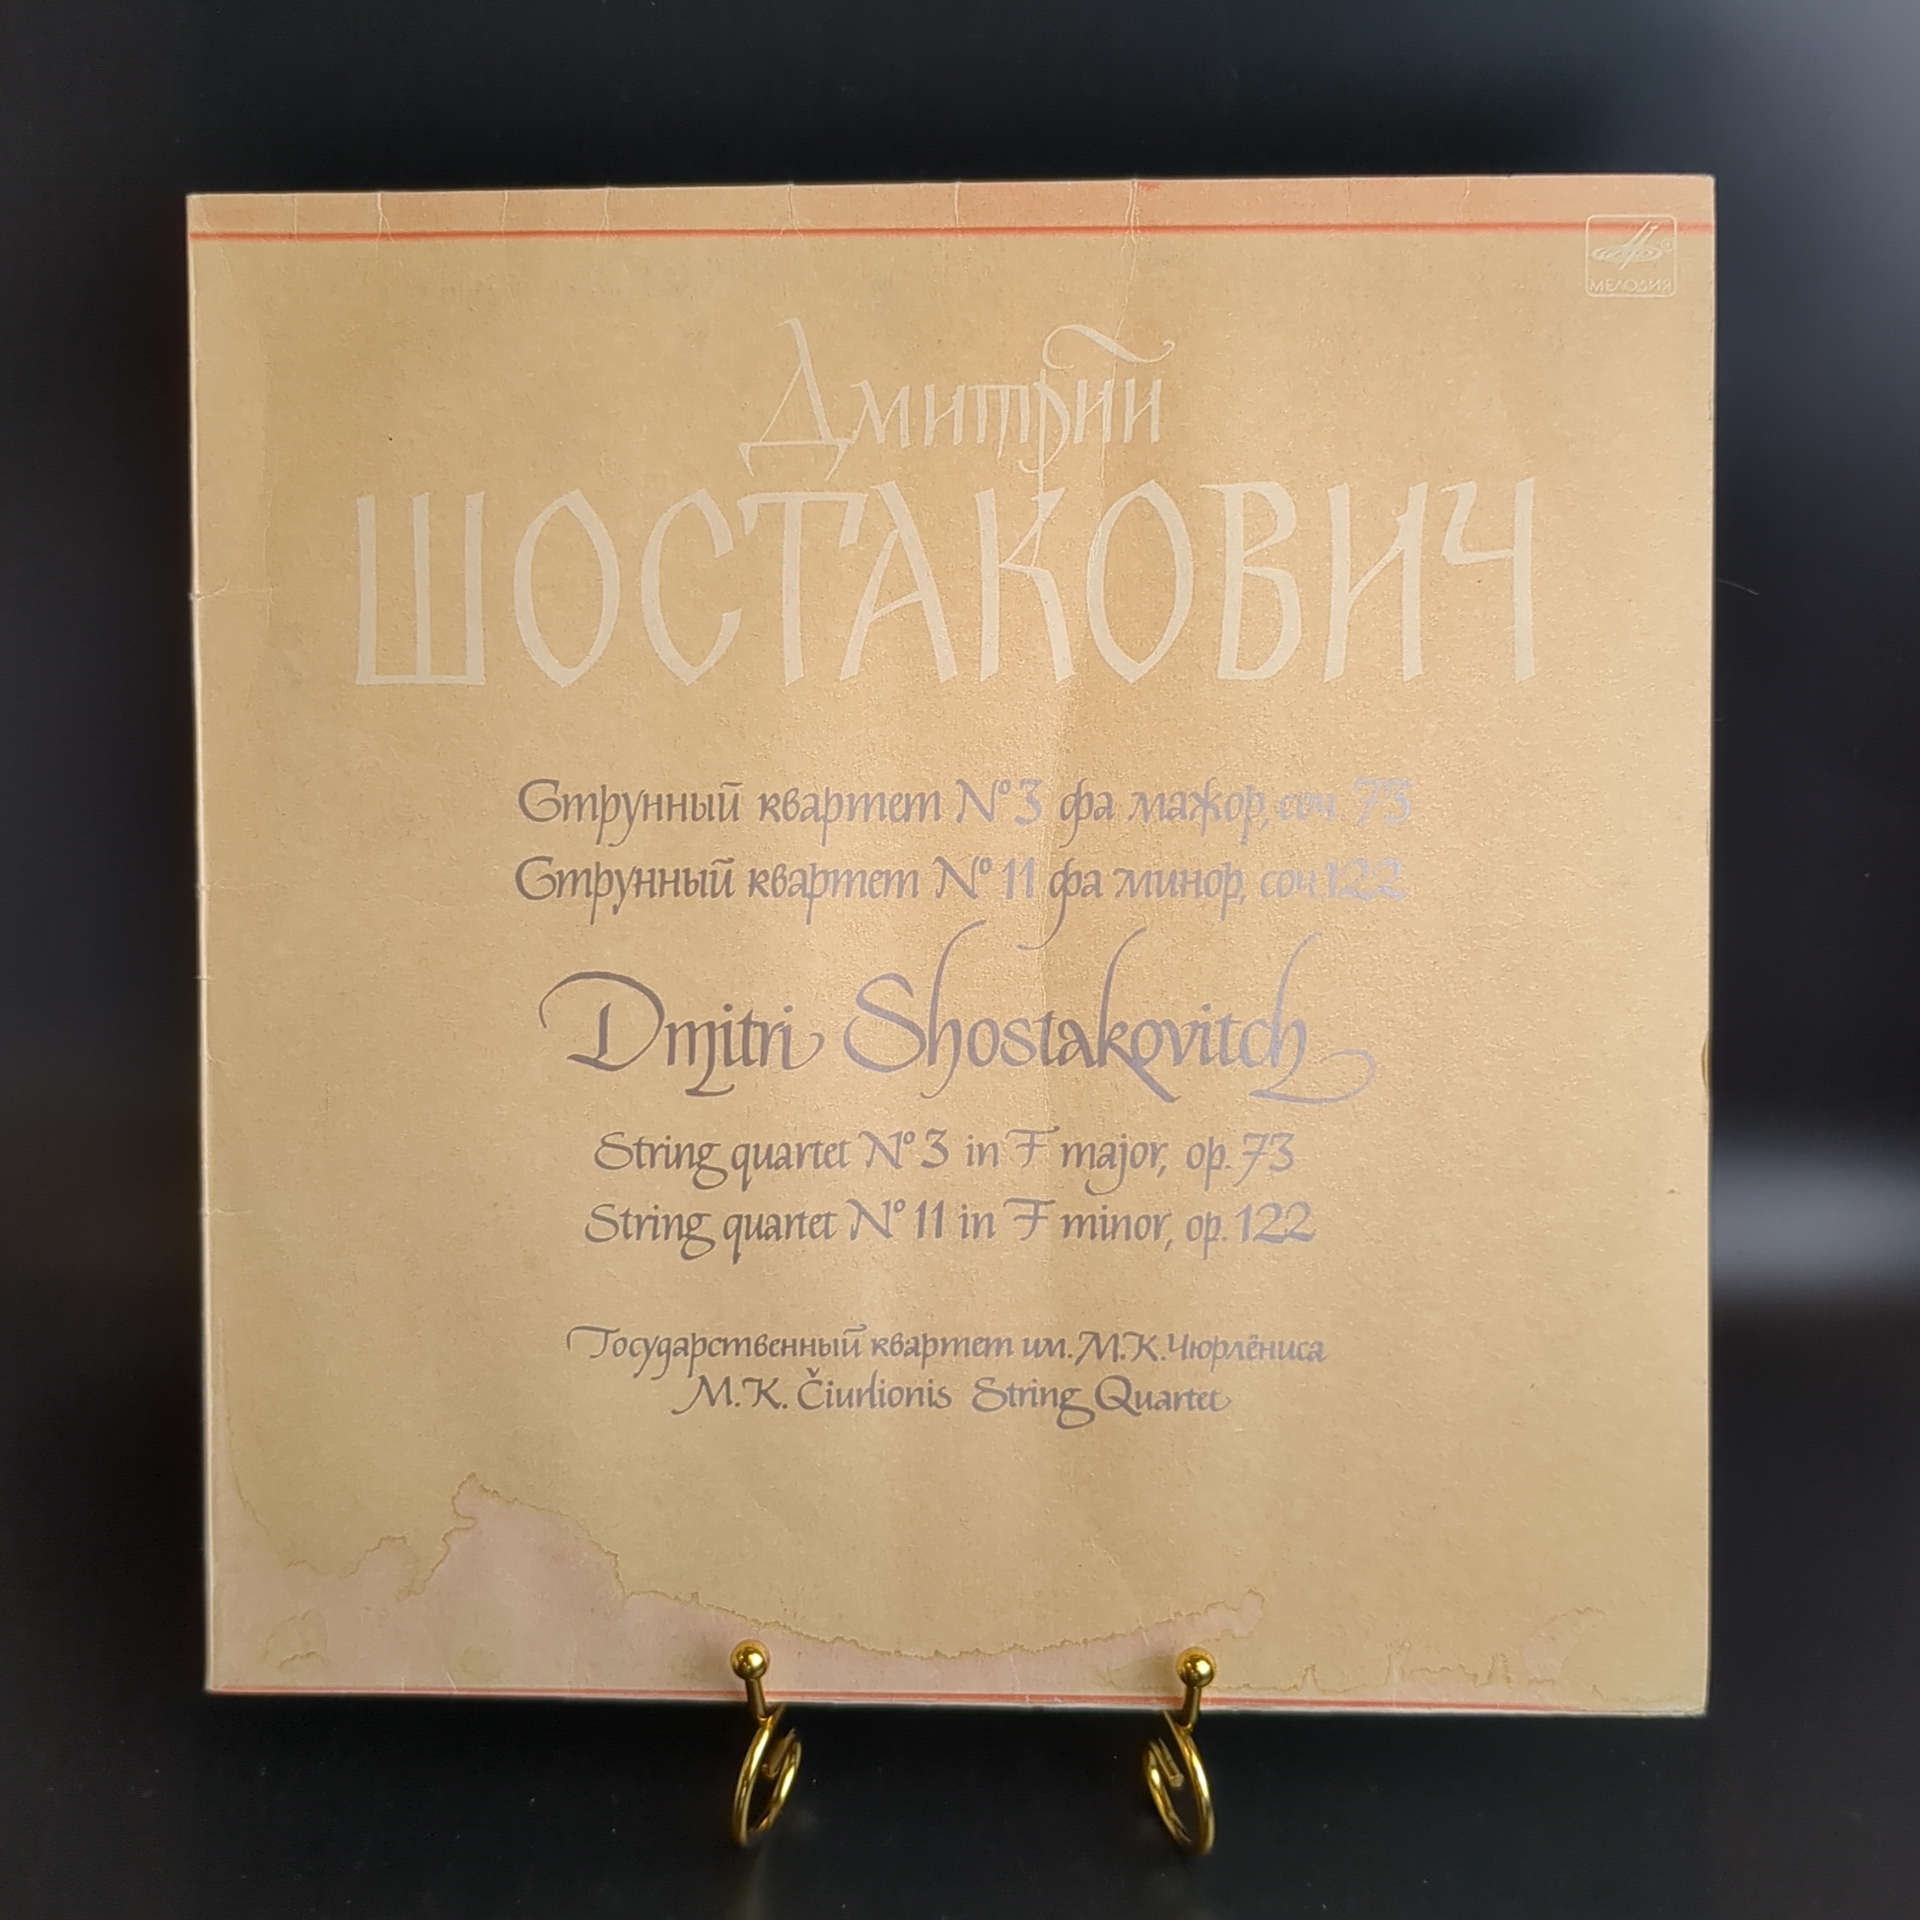 МЕЛОДИЯ
Дмитрий
ШОСТАКОВИЧ
Струнный квартет № 3 фа мажор, соч. 73
Струнный квартет № 11 фа минор, соч. 122
Dmitri Shostakovitch
String quartet № 3 in F major, op. 73
String quartet № 11 in F minor, op. 122
Государственный квартет им. М. К. Чюрлёниса
M. K. Čiurlionis String Quartet